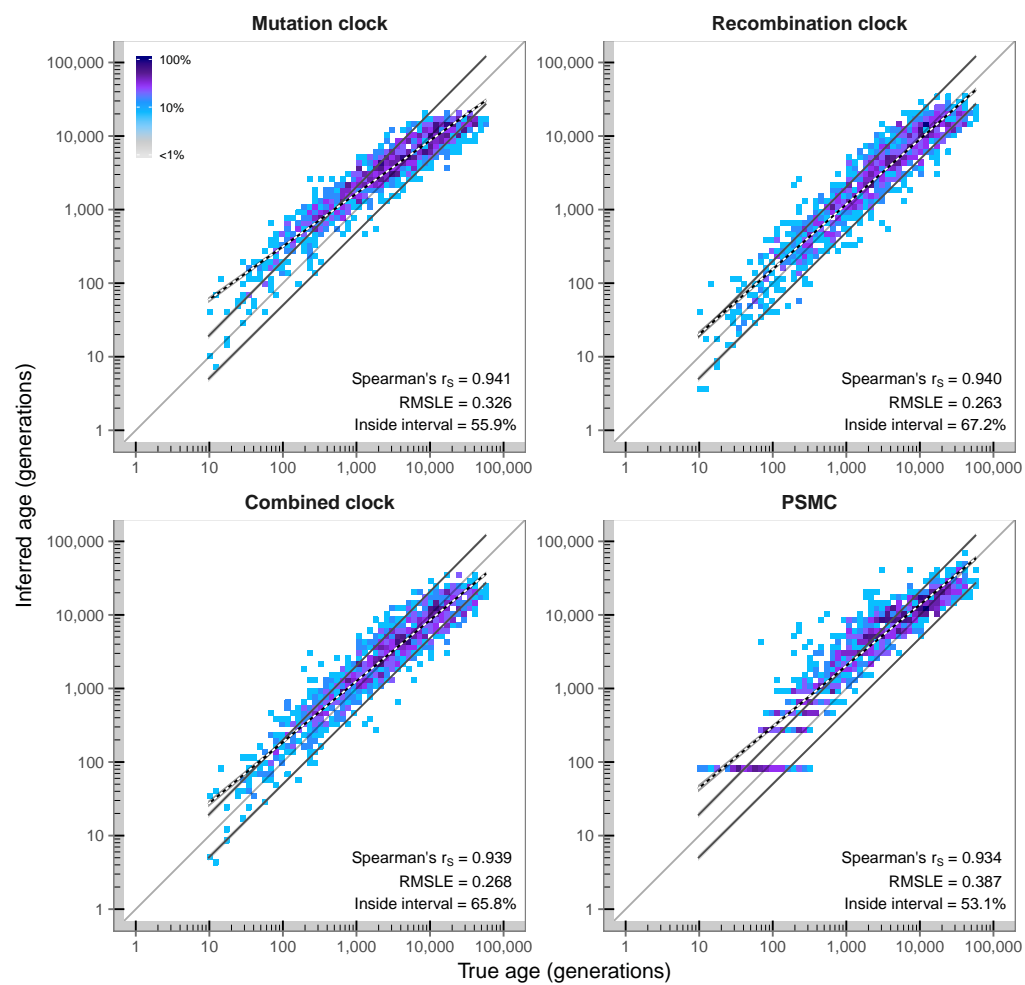 Mutation clock
100,000
10,000
1,000
100
10
1
100%
10%
<1%
Spearman's rS = 0.941
RMSLE = 0.326
Inside interval = 55.9%
1 10 100 1,000 10,000 100,000
Recombination clock
100,000
10,000
1,000
100
10
1
Spearman's rS = 0.940
RMSLE = 0.263
Inside interval = 67.2%
1 10 100 1,000 10,000 100,000
Combined clock
100,000
10,000
1,000
100
10
1
Spearman's rS = 0.939
RMSLE = 0.268
Inside interval = 65.8%
1 10 100 1,000 10,000 100,000
PSMC
100,000
10,000
1,000
100
10
1
Spearman's rS = 0.934
RMSLE = 0.387
Inside interval = 53.1%
1 10 100 1,000 10,000 100,000
Inferred age (generations)
True age (generations)